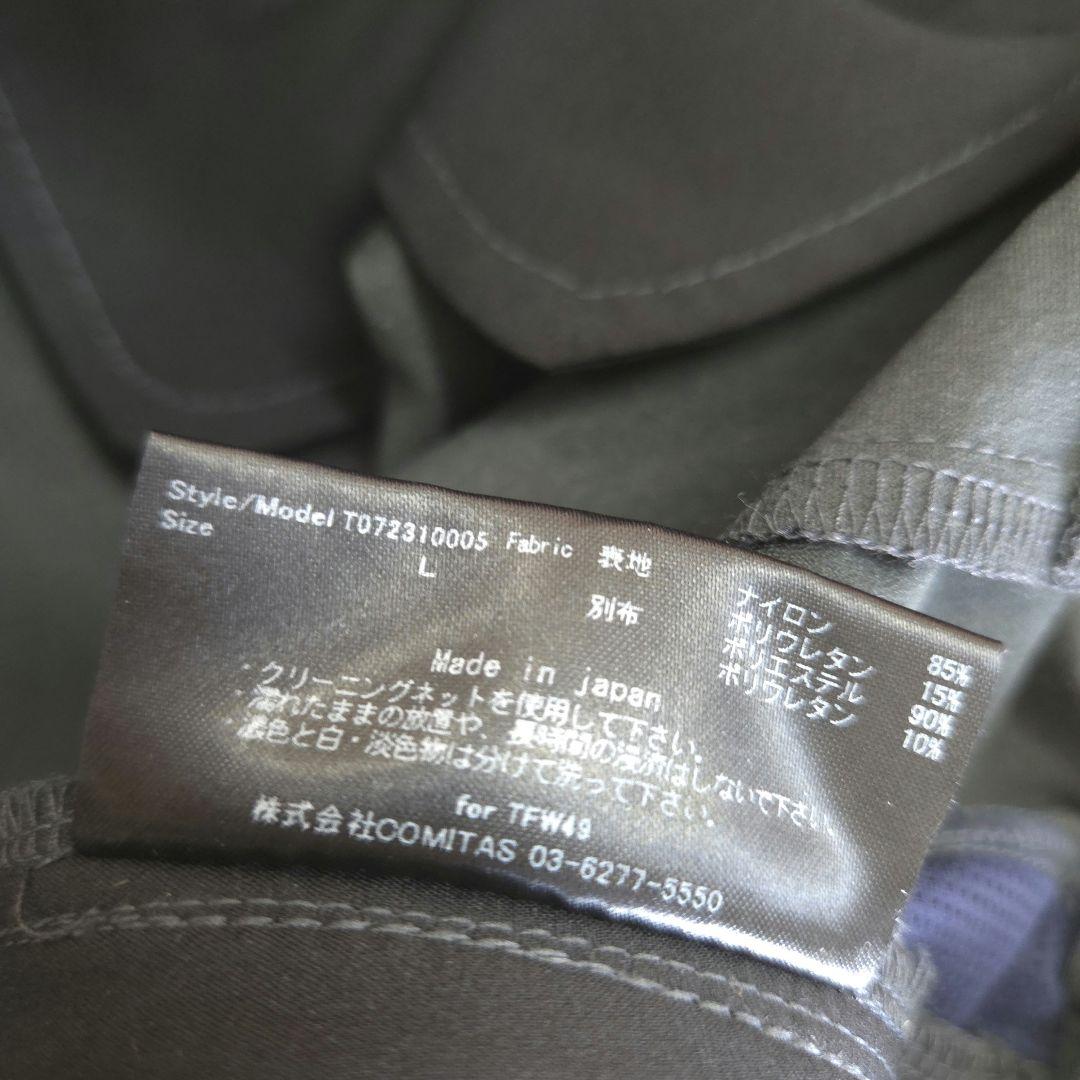 Style/Model T072310005 Fabric 表地 ナイロン 85%
Size L ポリウレタン 15%
別布 ポリエステル 90%
ポリウレタン 10%
Made in japan
・クリーニングネットを使用して下さい。
・濡れたままの放置や、長時間の浸漬はしないで下さい。
濃色と白・淡色物は分けて洗って下さい。
for TFW49
株式会社COMITAS 03-6277-5550